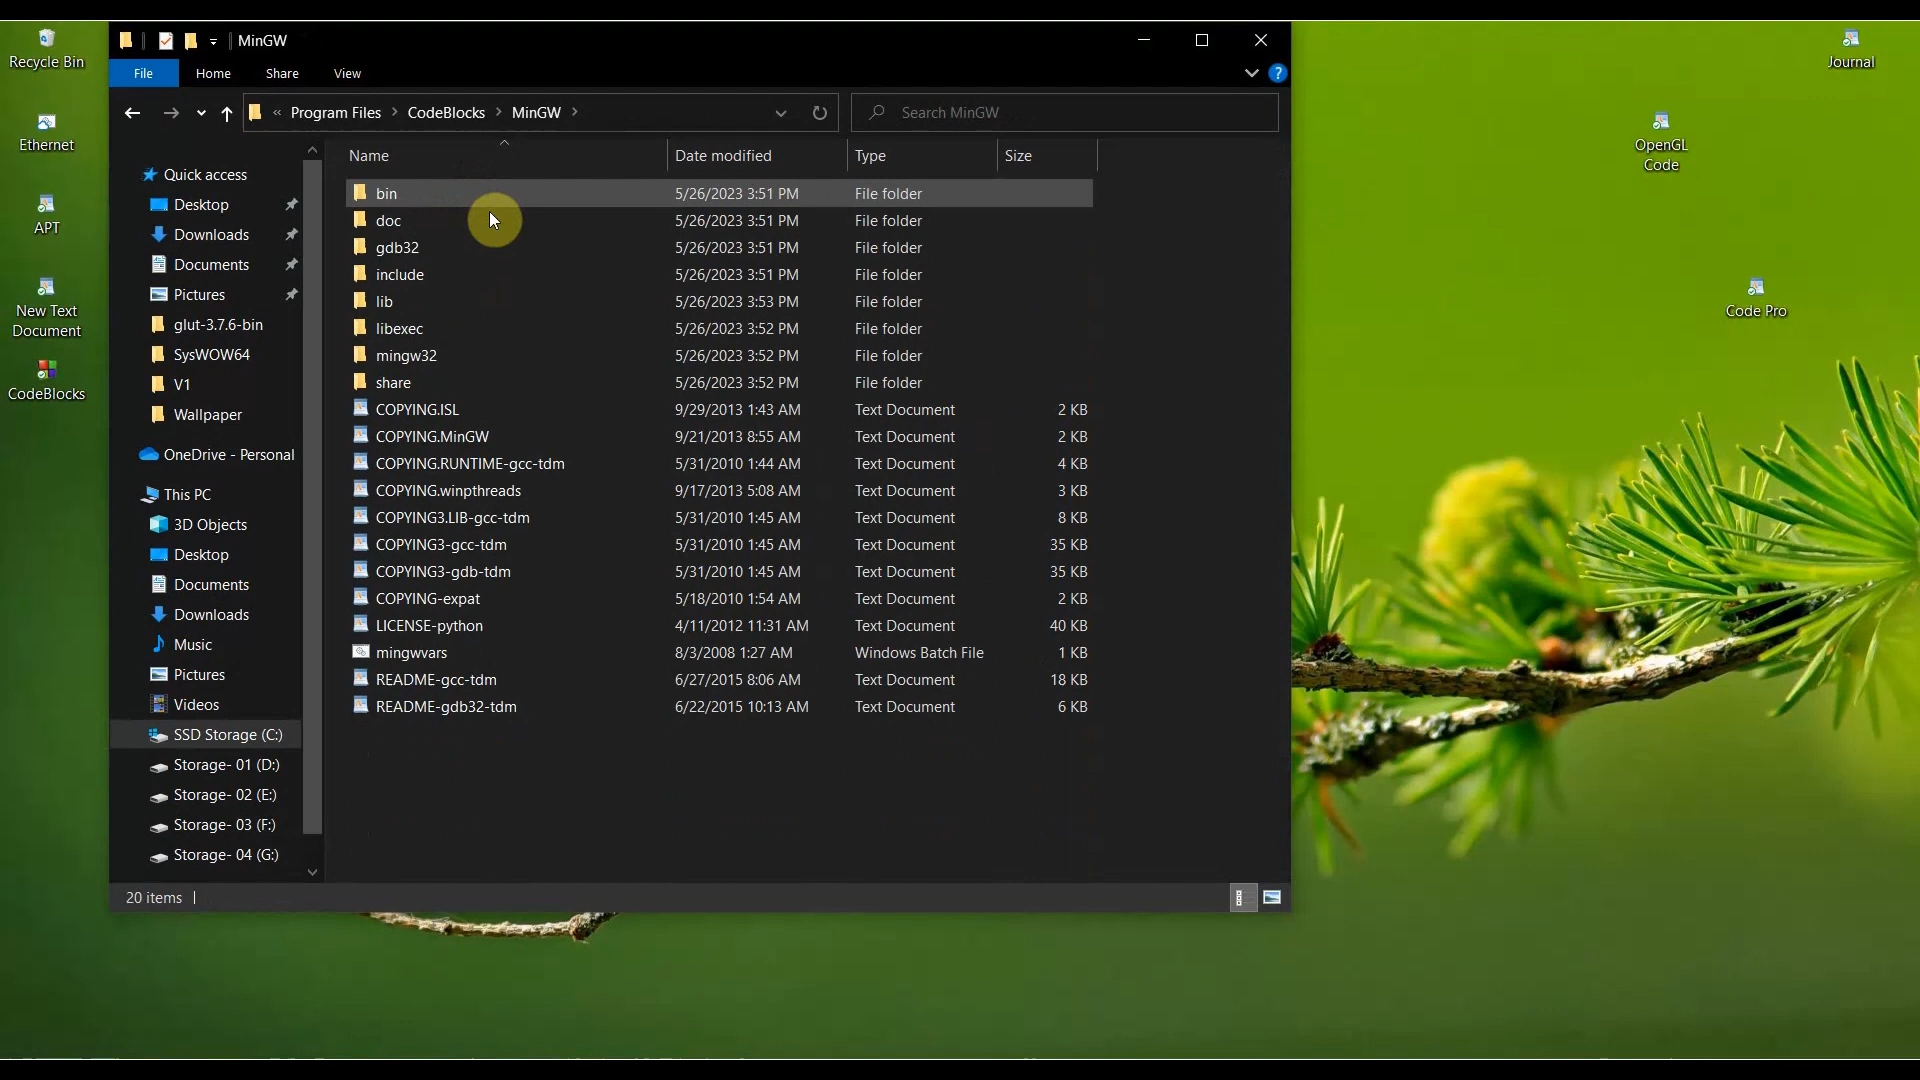 MinGW
File Home Share View
« Program Files > CodeBlocks > MinGW >
Search MinGW
Name Date modified Type Size
bin 5/26/2023 3:51 PM File folder
doc 5/26/2023 3:51 PM File folder
gdb32 5/26/2023 3:51 PM File folder
include 5/26/2023 3:51 PM File folder
lib 5/26/2023 3:53 PM File folder
libexec 5/26/2023 3:52 PM File folder
mingw32 5/26/2023 3:52 PM File folder
share 5/26/2023 3:52 PM File folder
COPYING.ISL 9/29/2013 1:43 AM Text Document 2 KB
COPYING.MinGW 9/21/2013 8:55 AM Text Document 2 KB
COPYING.RUNTIME-gcc-tdm 5/31/2010 1:44 AM Text Document 4 KB
COPYING.winpthreads 9/17/2013 5:08 AM Text Document 3 KB
COPYING3.LIB-gcc-tdm 5/31/2010 1:45 AM Text Document 8 KB
COPYING3-gcc-tdm 5/31/2010 1:45 AM Text Document 35 KB
COPYING3-gdb-tdm 5/31/2010 1:45 AM Text Document 35 KB
COPYING-expat 5/18/2010 1:54 AM Text Document 2 KB
LICENSE-python 4/11/2012 11:31 AM Text Document 40 KB
mingwvars 8/3/2008 1:27 AM Windows Batch File 1 KB
README-gcc-tdm 6/27/2015 8:06 AM Text Document 18 KB
README-gdb32-tdm 6/22/2015 10:13 AM Text Document 6 KB
Quick access
Desktop
Downloads
Documents
Pictures
glut-3.7.6-bin
SysWOW64
V1
Wallpaper
OneDrive - Personal
This PC
3D Objects
Desktop
Documents
Downloads
Music
Pictures
Videos
SSD Storage (C:)
Storage- 01 (D:)
Storage- 02 (E:)
Storage- 03 (F:)
Storage- 04 (G:)
20 items
Recycle Bin
Ethernet
APT
New Text
Document
CodeBlocks
Journal
OpenGL
Code
Code Pro